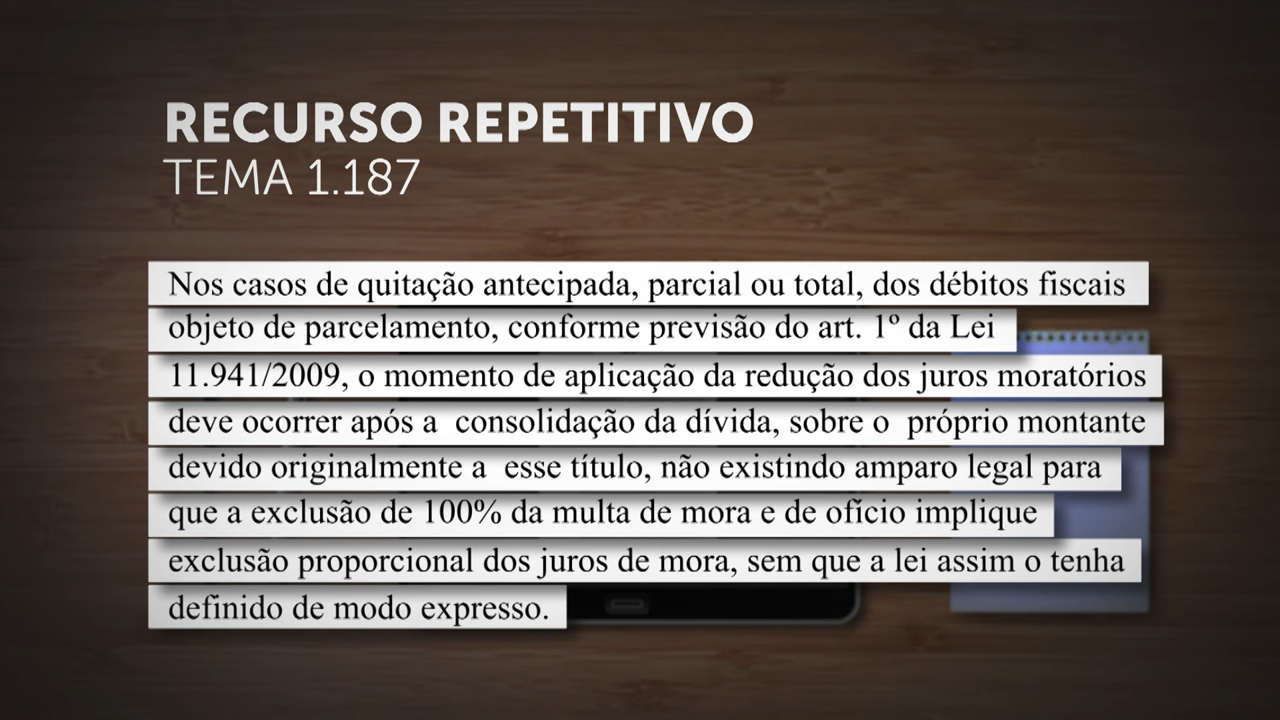 RECURSO REPETITIVO
TEMA 1.187
Nos casos de quitação antecipada, parcial ou total, dos débitos fiscais
objeto de parcelamento, conforme previsão do art. 1º da Lei
11.941/2009, o momento de aplicação da redução dos juros moratórios
deve ocorrer após a  consolidação da dívida, sobre o  próprio montante
devido originalmente a  esse título, não existindo amparo legal para
que a exclusão de 100% da multa de mora e de ofício implique
exclusão proporcional dos juros de mora, sem que a lei assim o tenha
definido de modo expresso.